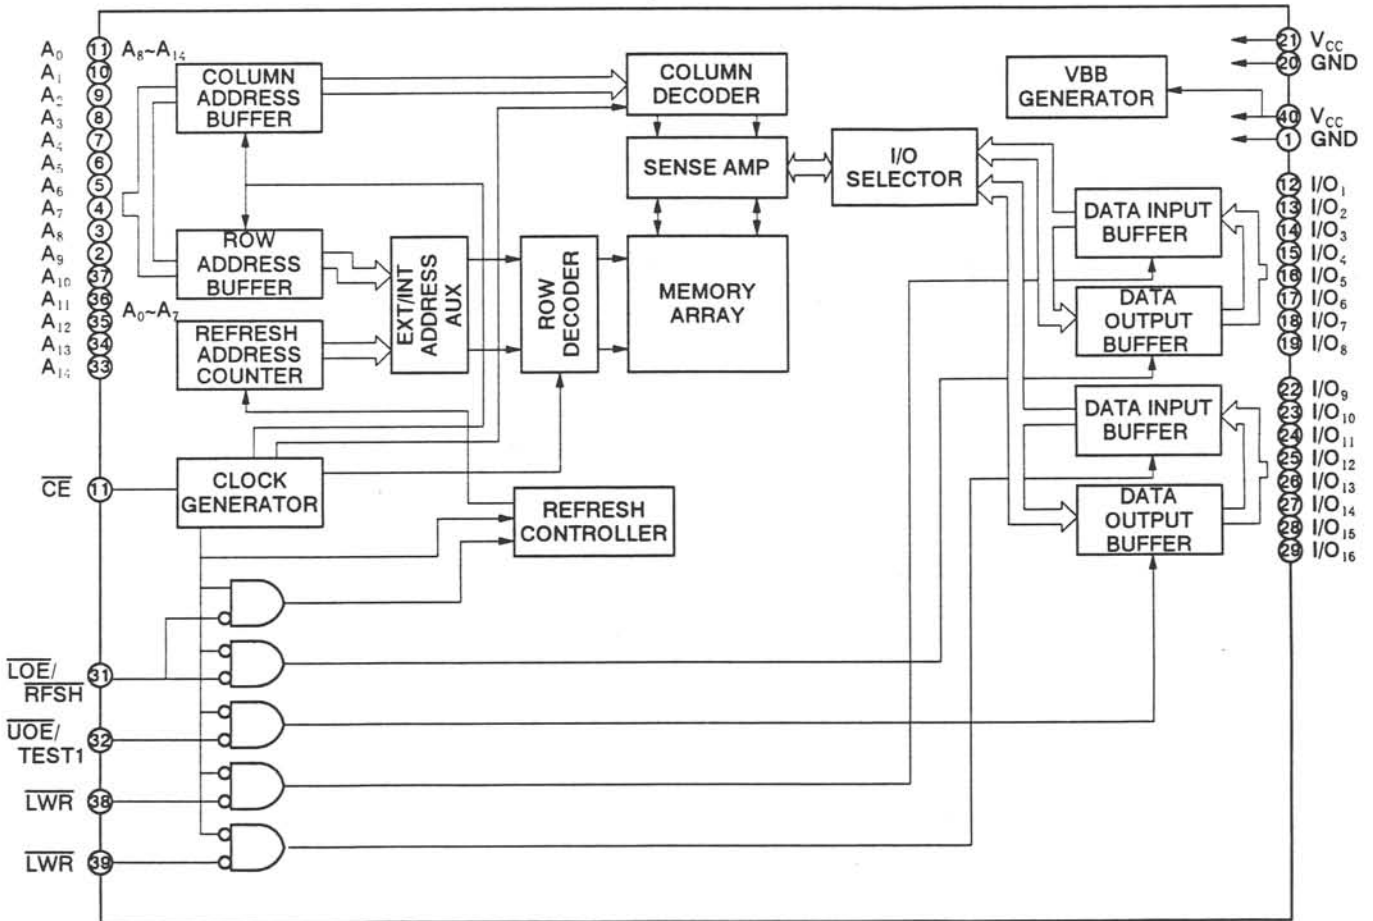 A0 11 A8~A14
A1 10
A2 9
A3 8
A4 7
A5 6
A6 5
A7 4
A8 3
A9 2
A10 37
A11 36
A12 35 A0~A7
A13 34
A14 33
COLUMN
ADDRESS
BUFFER
ROW
ADDRESS
BUFFER
REFRESH
ADDRESS
COUNTER
EXT/INT
ADDRESS
AUX
ROW
DECODER
COLUMN
DECODER
SENSE AMP
MEMORY
ARRAY
I/O
SELECTOR
VBB
GENERATOR
21 VCC
20 GND
40 VCC
1 GND
DATA INPUT
BUFFER
DATA
OUTPUT
BUFFER
DATA INPUT
BUFFER
DATA
OUTPUT
BUFFER
12 I/O1
13 I/O2
14 I/O3
15 I/O4
16 I/O5
17 I/O6
18 I/O7
19 I/O8
22 I/O9
23 I/O10
24 I/O11
25 I/O12
26 I/O13
27 I/O14
28 I/O15
29 I/O16
CE 11
CLOCK
GENERATOR
REFRESH
CONTROLLER
LOE/ 31
RFSH
UOE/ 32
TEST1
LWR 38
LWR 39